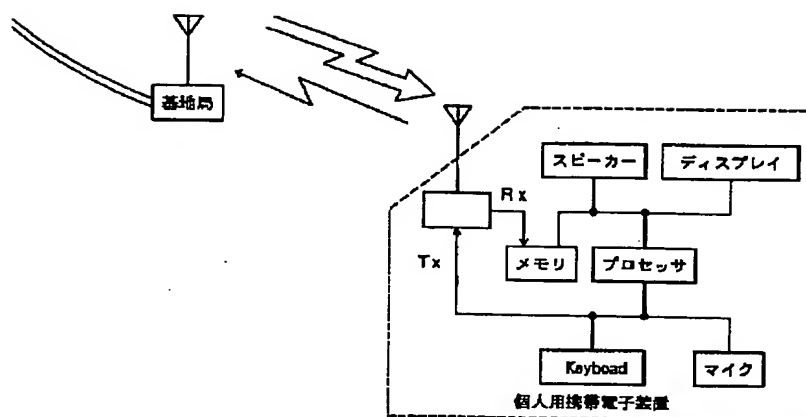 基地局
スピーカー
ディスプレイ
Rx
Tx
メモリ
プロセッサ
Keyboad
マイク
個人用携帯電子装置